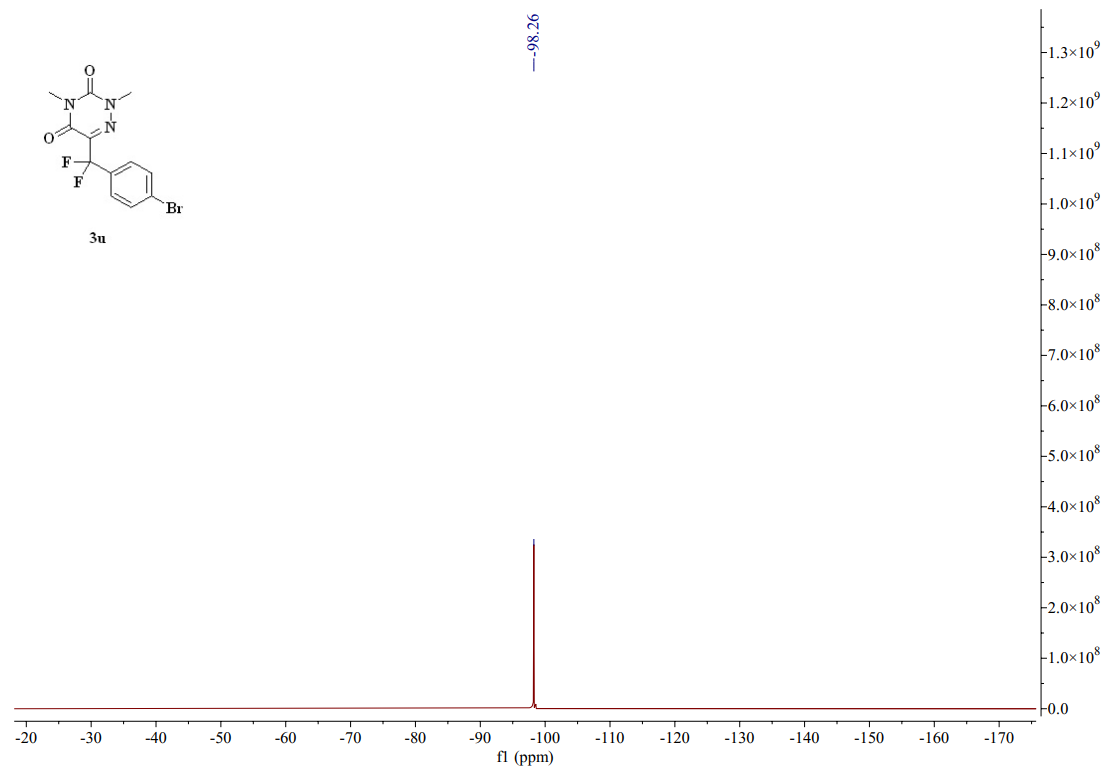 -98.26
O
N
N
N
O
F
F
Br
3u
1.3×10⁹
1.2×10⁹
1.1×10⁹
1.0×10⁹
9.0×10⁸
8.0×10⁸
7.0×10⁸
6.0×10⁸
5.0×10⁸
4.0×10⁸
3.0×10⁸
2.0×10⁸
1.0×10⁸
0.0
-20 -30 -40 -50 -60 -70 -80 -90 -100 -110 -120 -130 -140 -150 -160 -170
f1 (ppm)